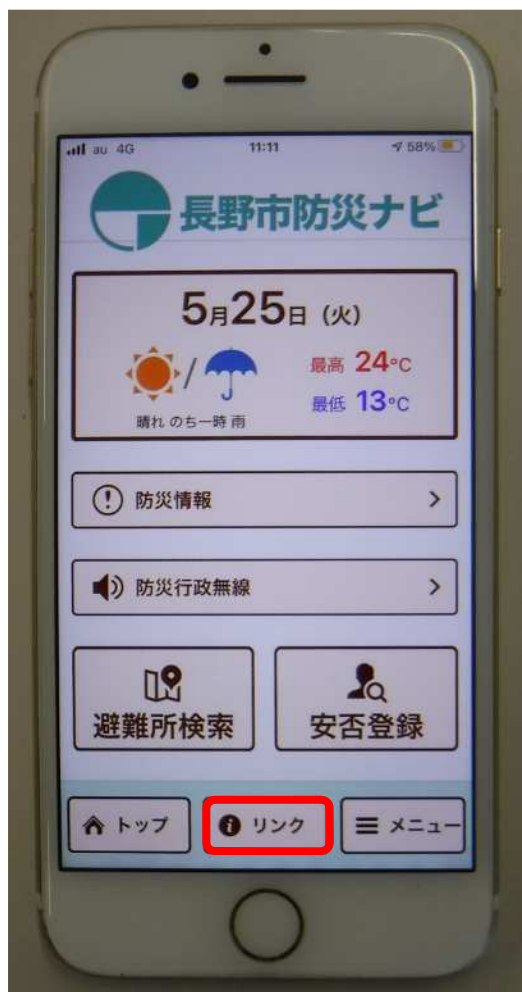 au 4G 11:11 58%
長野市防災ナビ
5月25日 (火)
最高 24°C
最低 13°C
晴れ のち一時 雨
防災情報
防災行政無線
避難所検索 安否登録
トップ リンク メニュー